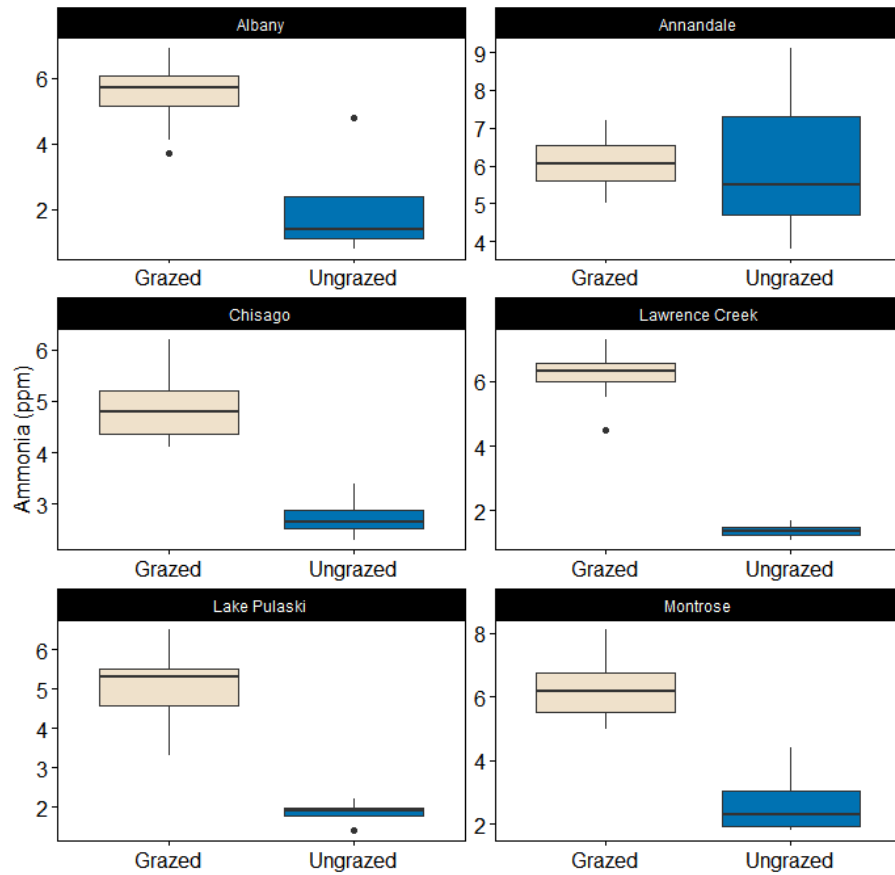 Albany
Annandale
6
4
2
9
8
7
6
5
4
Grazed Ungrazed
Grazed Ungrazed
Chisago
Lawrence Creek
Ammonia (ppm)
6
5
4
3
6
4
2
Grazed Ungrazed
Grazed Ungrazed
Lake Pulaski
Montrose
6
5
4
3
2
8
6
4
2
Grazed Ungrazed
Grazed Ungrazed